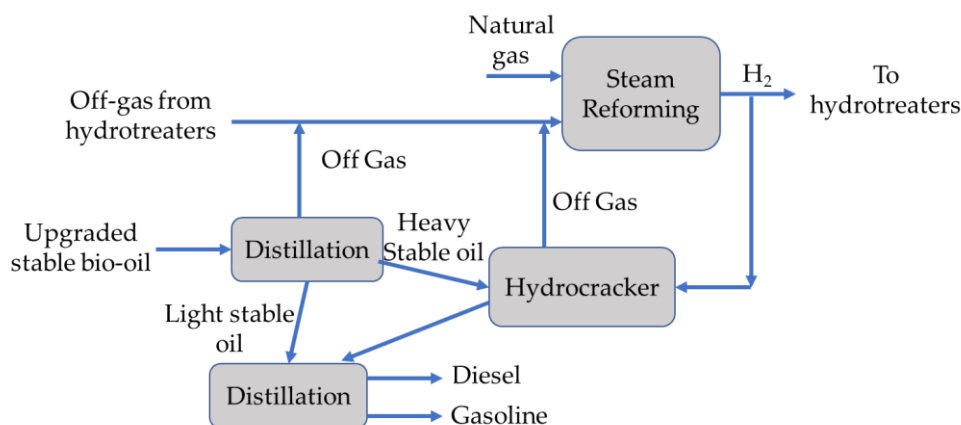 Natural
gas
Steam
Reforming
H2
To
hydrotreaters
Off-gas from
hydrotreaters
Off Gas
Off Gas
Upgraded
stable bio-oil
Distillation
Heavy
Stable oil
Hydrocracker
Light stable
oil
Distillation
Diesel
Gasoline